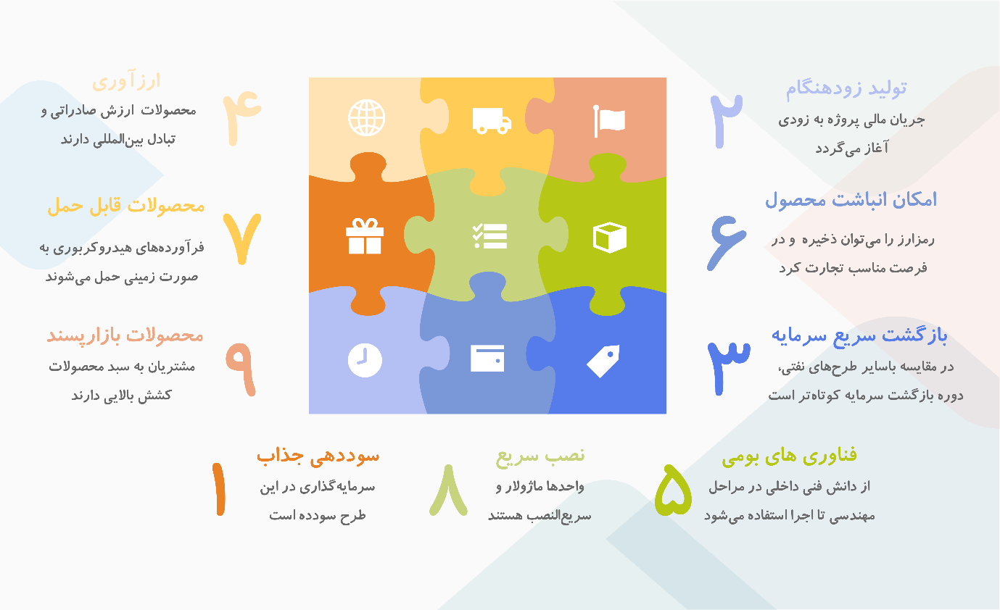 تولید زودهنگام
۲
جریان مالی پروژه به زودی
آغاز می‌گردد
امکان انباشت محصول
۶
رمزارز را می‌توان ذخیره و در
فرصت مناسب تجارت کرد
بازگشت سریع سرمایه
۳
در مقایسه باسایر طرح‌های نفتی،
دوره بازگشت سرمایه کوتاه‌تر است
ارزآوری
۴
محصولات ارزش صادراتی و
تبادل بین‌المللی دارند
محصولات قابل حمل
۷
فرآورده‌های هیدروکربوری به
صورت زمینی حمل می‌شوند
محصولات بازارپسند
۹
مشتریان به سبد محصولات
کشش بالایی دارند
فناوری های بومی
۵
از دانش فنی داخلی در مراحل
مهندسی تا اجرا استفاده می‌شود
نصب سریع
۸
واحدها ماژولار و
سریع‌النصب هستند
سوددهی جذاب
۱
سرمایه‌گذاری در این
طرح سودده است